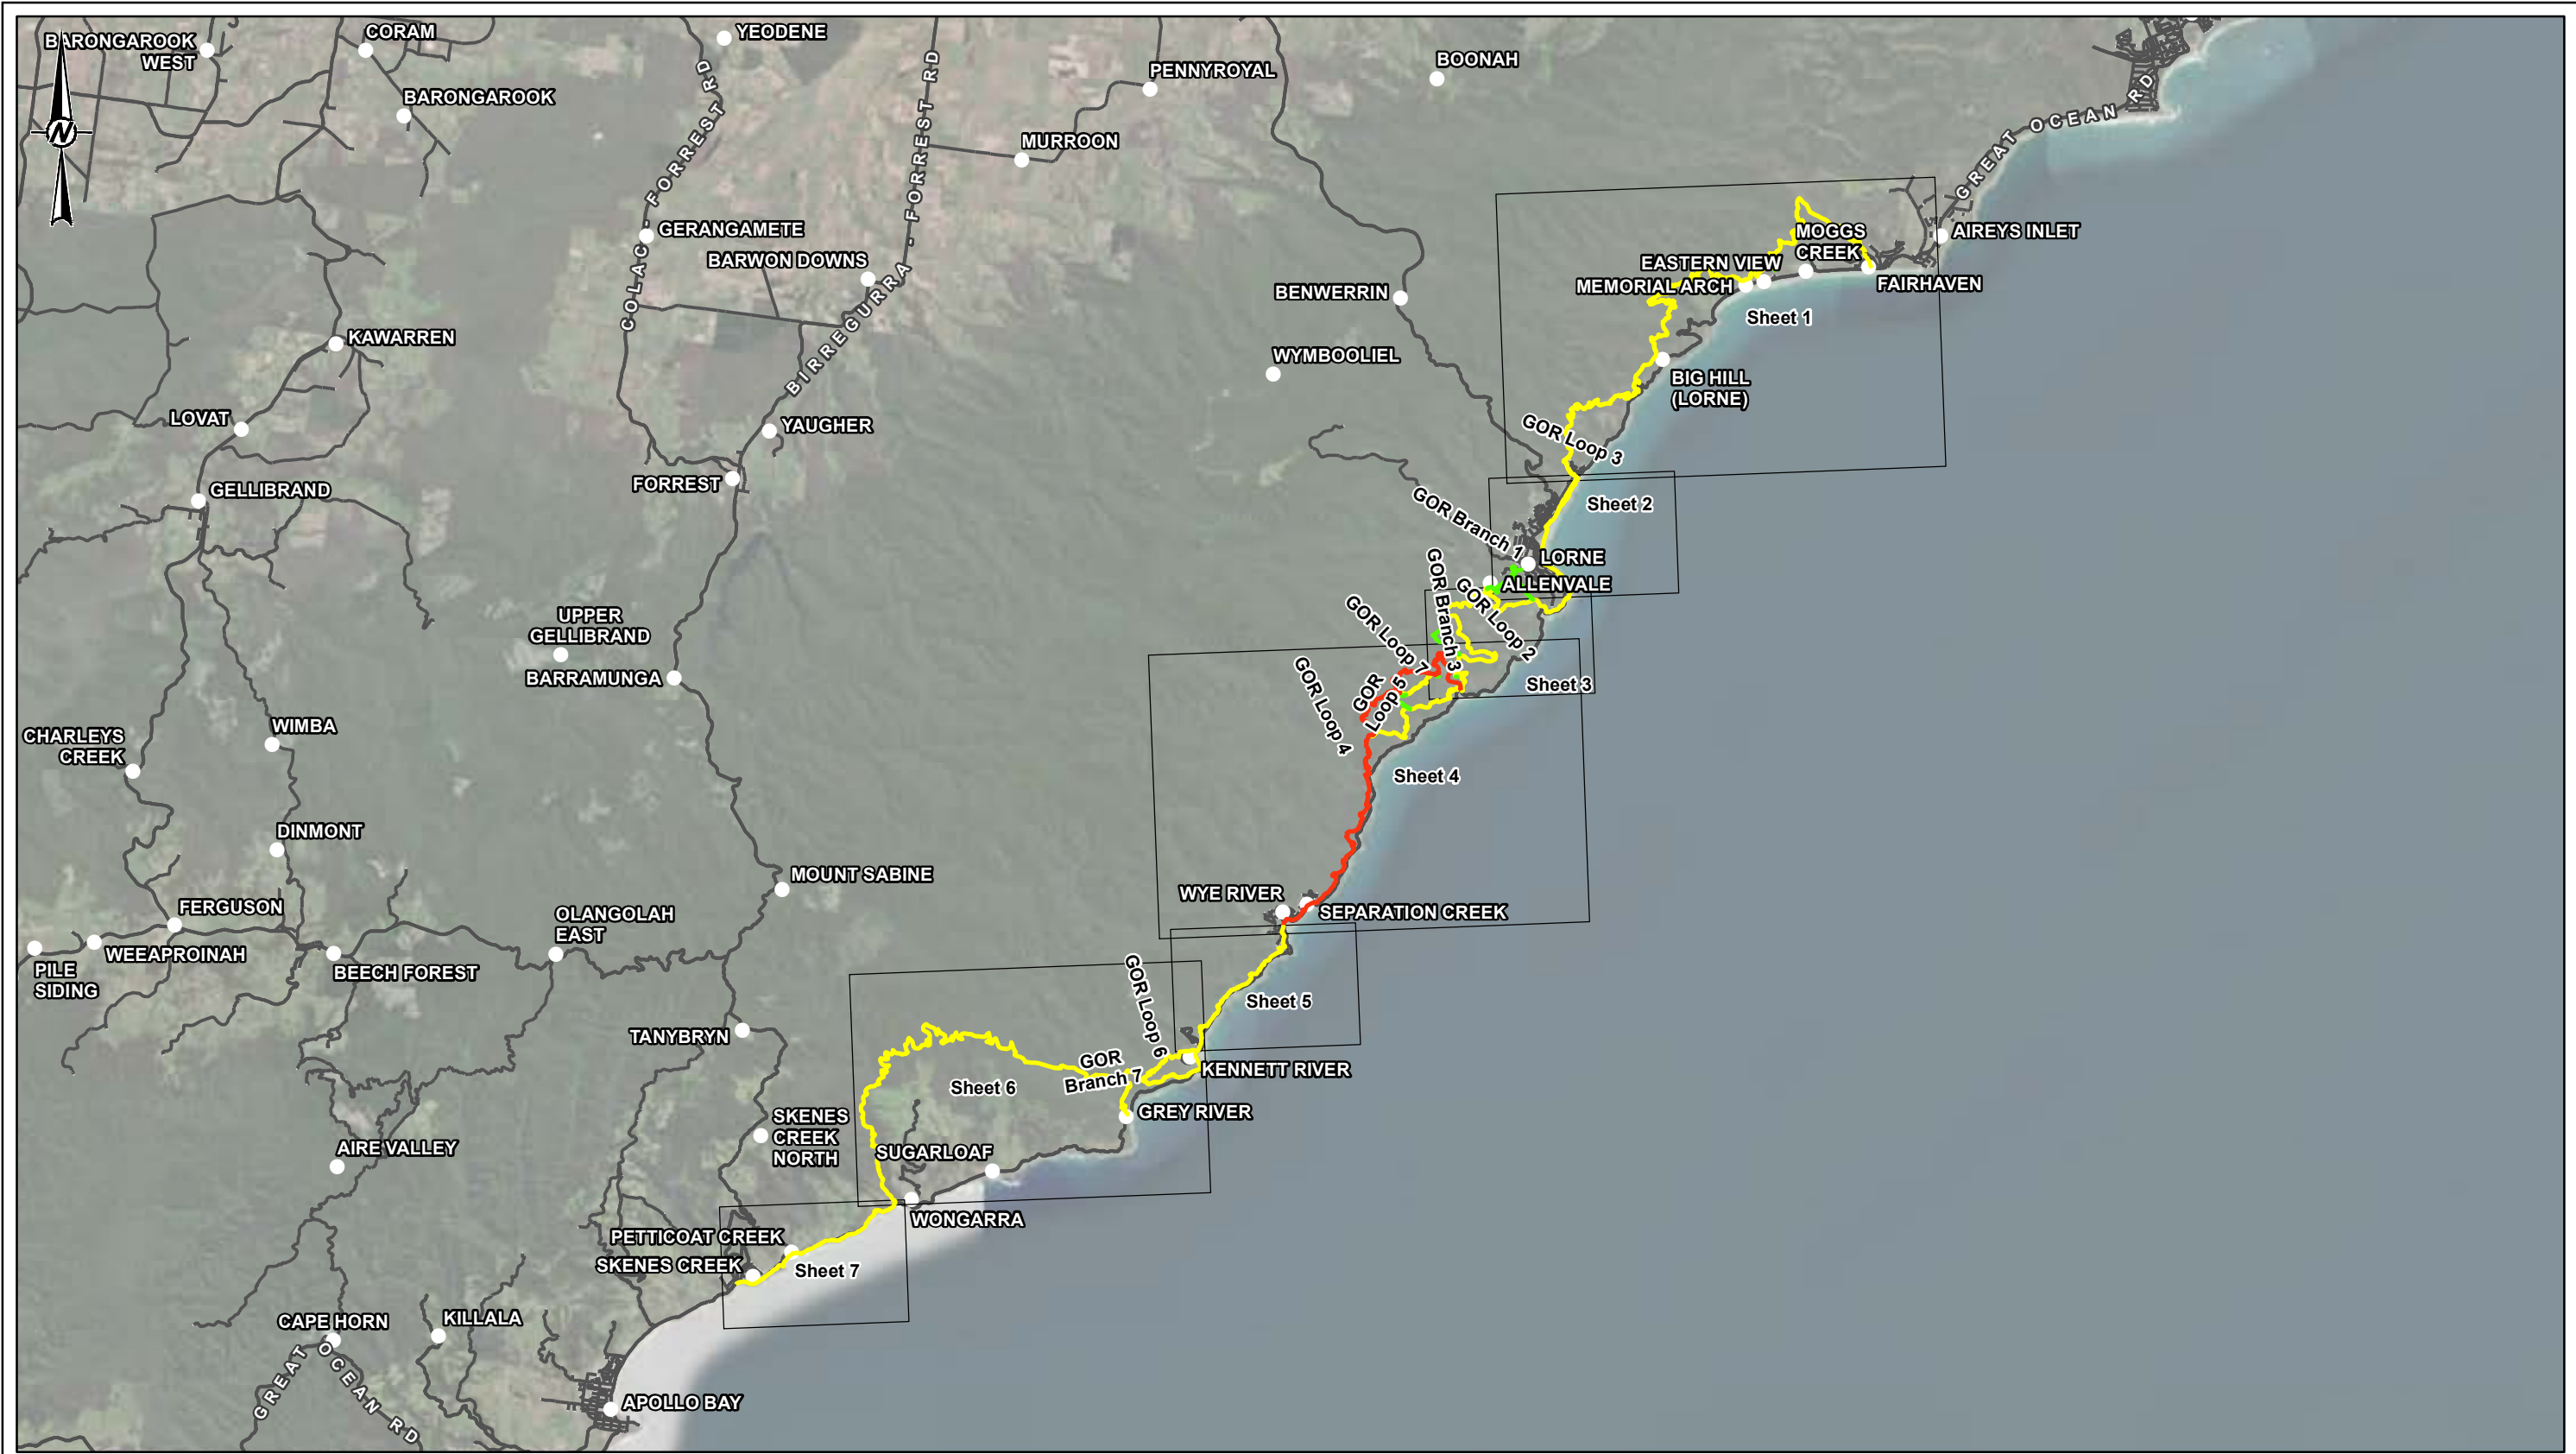 BARONGAROOK
WEST
CORAM
YEODENE
BARONGAROOK
PENNYROYAL
BOONAH
MURROON
N
COLAC - FORREST RD
BIRREGURRA - FORREST RD
GREAT OCEAN RD
GERANGAMETE
BARWON DOWNS
AIREYS INLET
MOGGS
CREEK
EASTERN VIEW
MEMORIAL ARCH
FAIRHAVEN
BENWERRIN
Sheet 1
KAWARREN
WYMBOOLIEL
BIG HILL
(LORNE)
LOVAT
YAUGHER
GOR Loop 3
FORREST
GELLIBRAND
Sheet 2
GOR Branch 1
LORNE
ALLENVALE
GOR Branch 3
GOR Loop 2
GOR Loop 7
UPPER
GELLIBRAND
BARRAMUNGA
GOR Loop 4
GOR
Loop 5
Sheet 3
WIMBA
CHARLEYS
CREEK
Sheet 4
DINMONT
MOUNT SABINE
WYE RIVER
SEPARATION CREEK
FERGUSON
OLANGOLAH
EAST
WEEAPROINAH
BEECH FOREST
PILE
SIDING
GOR Loop 6
Sheet 5
TANYBRYN
GOR
Branch 7
KENNETT RIVER
Sheet 6
GREY RIVER
SKENES
CREEK
NORTH
SUGARLOAF
AIRE VALLEY
WONGARRA
PETTICOAT CREEK
SKENES CREEK
Sheet 7
CAPE HORN
KILLALA
GREAT OCEAN RD
APOLLO BAY